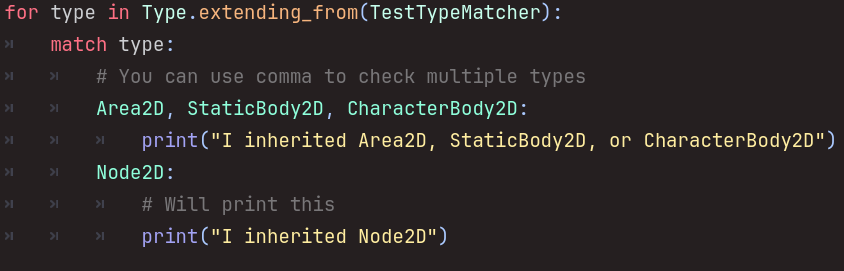 for type in Type.extending_from(TestTypeMatcher):
match type:
# You can use comma to check multiple types
Area2D, StaticBody2D, CharacterBody2D:
print("I inherited Area2D, StaticBody2D, or CharacterBody2D")
Node2D:
# Will print this
print("I inherited Node2D")